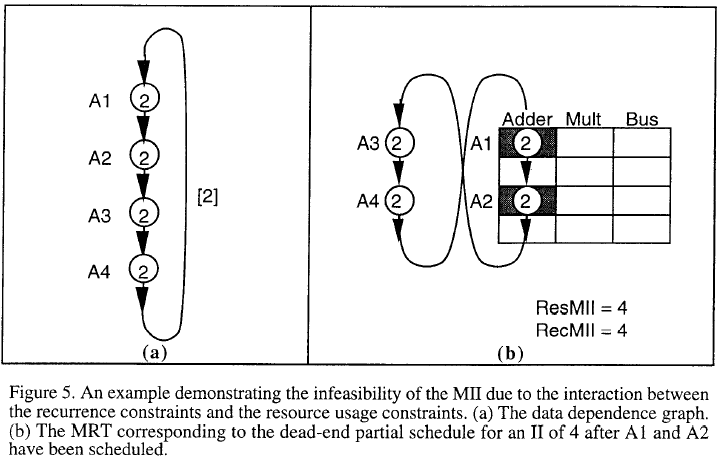 A1 2
A2 2
A3 2
A4 2
[2]
(a)
Adder Mult Bus
A3 2 A1 2
A4 2 A2 2
ResMII = 4
RecMII = 4
(b)
Figure 5. An example demonstrating the infeasibility of the MII due to the interaction between
the recurrence constraints and the resource usage constraints. (a) The data dependence graph.
(b) The MRT corresponding to the dead-end partial schedule for an II of 4 after A1 and A2
have been scheduled.